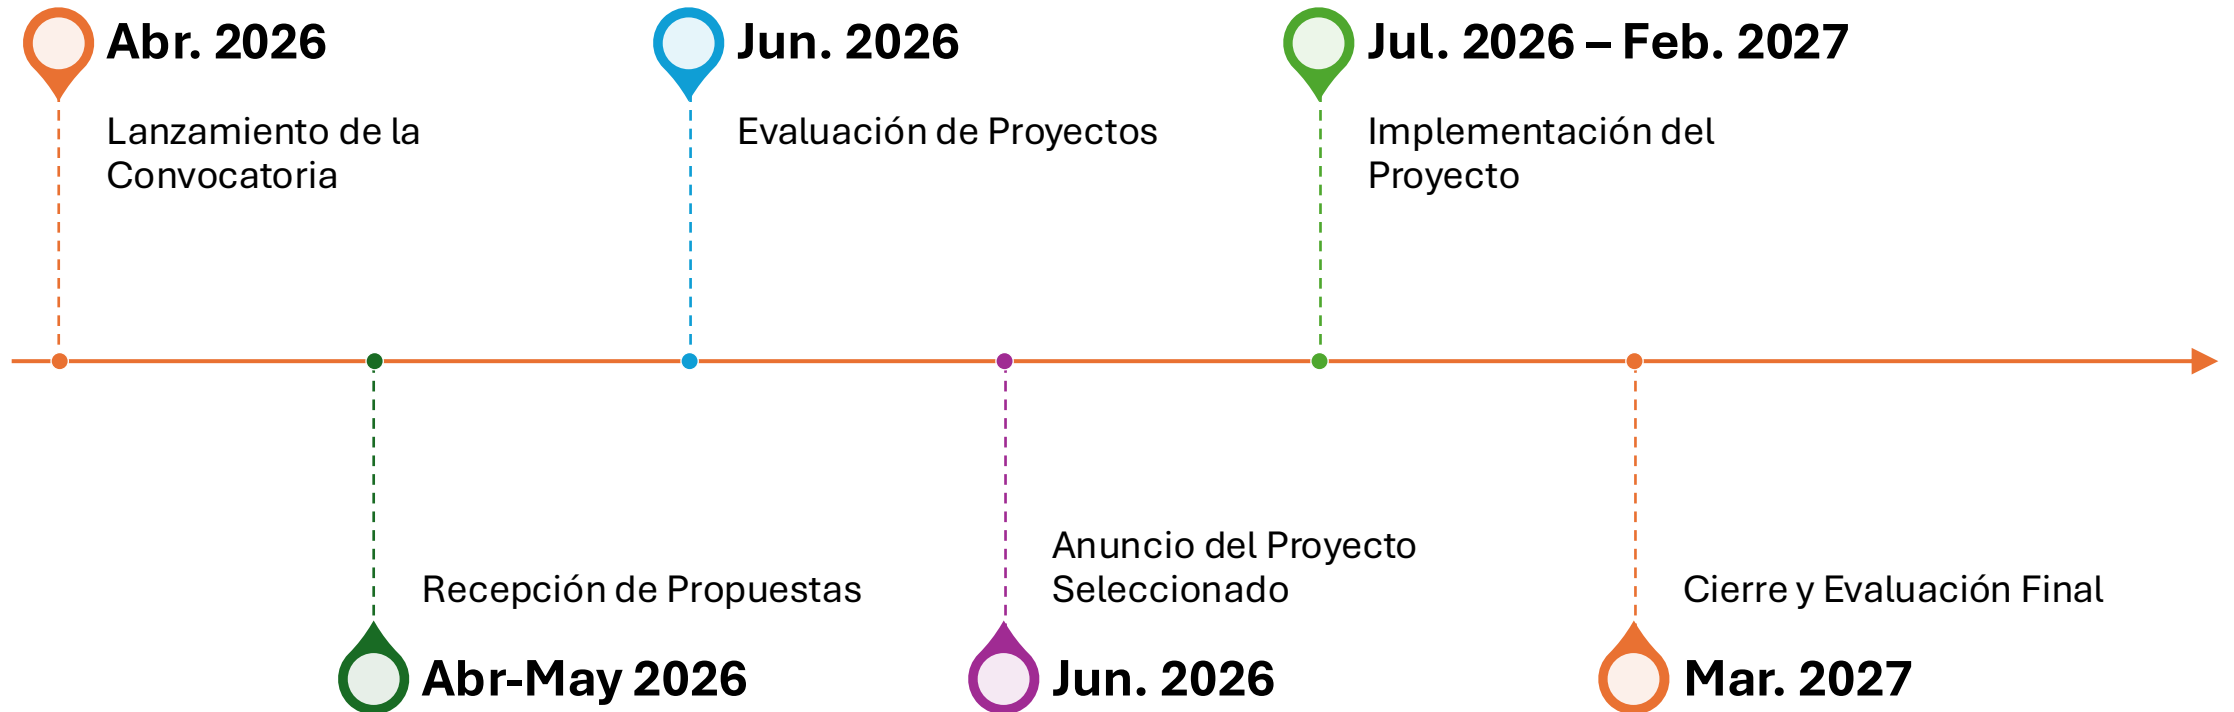 Abr. 2026
Lanzamiento de la
Convocatoria
Jun. 2026
Evaluación de Proyectos
Jul. 2026 – Feb. 2027
Implementación del
Proyecto
Recepción de Propuestas
Abr-May 2026
Anuncio del Proyecto
Seleccionado
Jun. 2026
Cierre y Evaluación Final
Mar. 2027